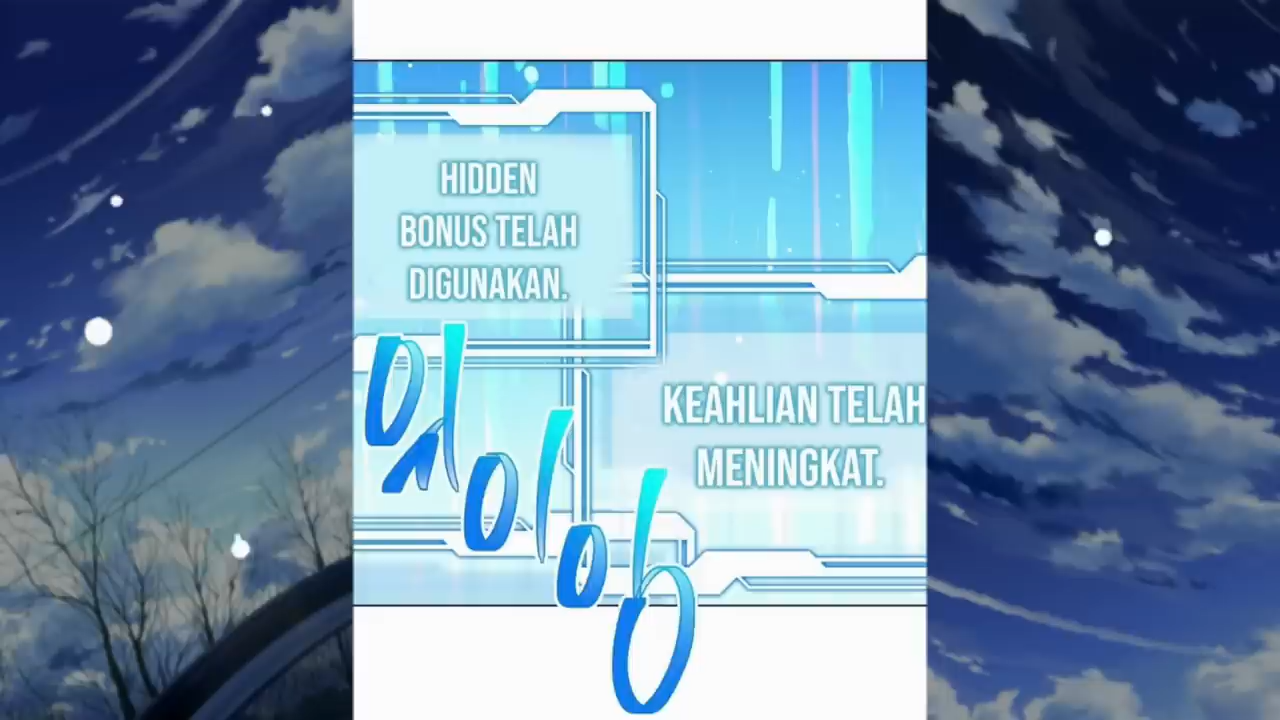 HIDDEN
BONUS TELAH
DIGUNAKAN.
KEAHLIAN TELAH
MENINGKAT.